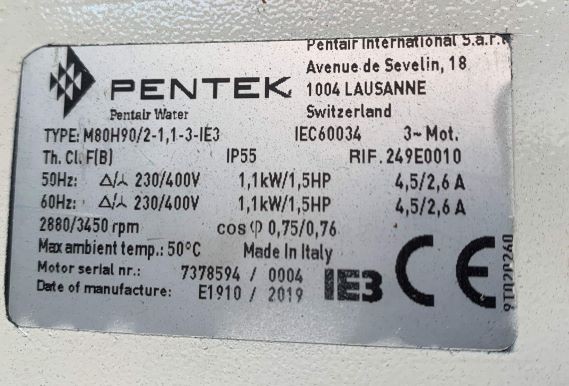 PENTEK
Pentair Water
Pentair International S.a.r.l
Avenue de Sevelin, 18
1004 LAUSANNE
Switzerland
TYPE: M80H90/2-1,1-3-IE3 IEC60034 3~Mot.
Th. Cl. F(B) IP55 RIF. 249E0010
50Hz: Δ/⅄ 230/400V 1,1kW/1,5HP 4,5/2,6 A
60Hz: Δ/⅄ 230/400V 1,1kW/1,5HP 4,5/2,6 A
2880/3450 rpm cos φ 0,75/0,76
Max ambient temp.: 50°C Made In Italy
Motor serial nr.: 7378594 / 0004
Date of manufacture: E1910 / 2019
IE3 CE